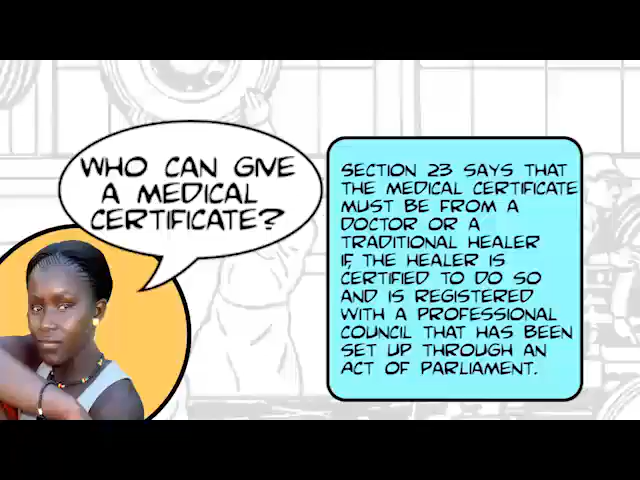 WHO CAN GIVE
A MEDICAL
CERTIFICATE?
SECTION 23 SAYS THAT
THE MEDICAL CERTIFICATE
MUST BE FROM A
DOCTOR OR A
TRADITIONAL HEALER
IF, THE HEALER IS
CERTIFIED TO DO SO
AND IS REGISTERED
WITH A PROFESSIONAL
COUNCIL THAT HAS BEEN
SET UP THROUGH AN
ACT OF PARLIAMENT.